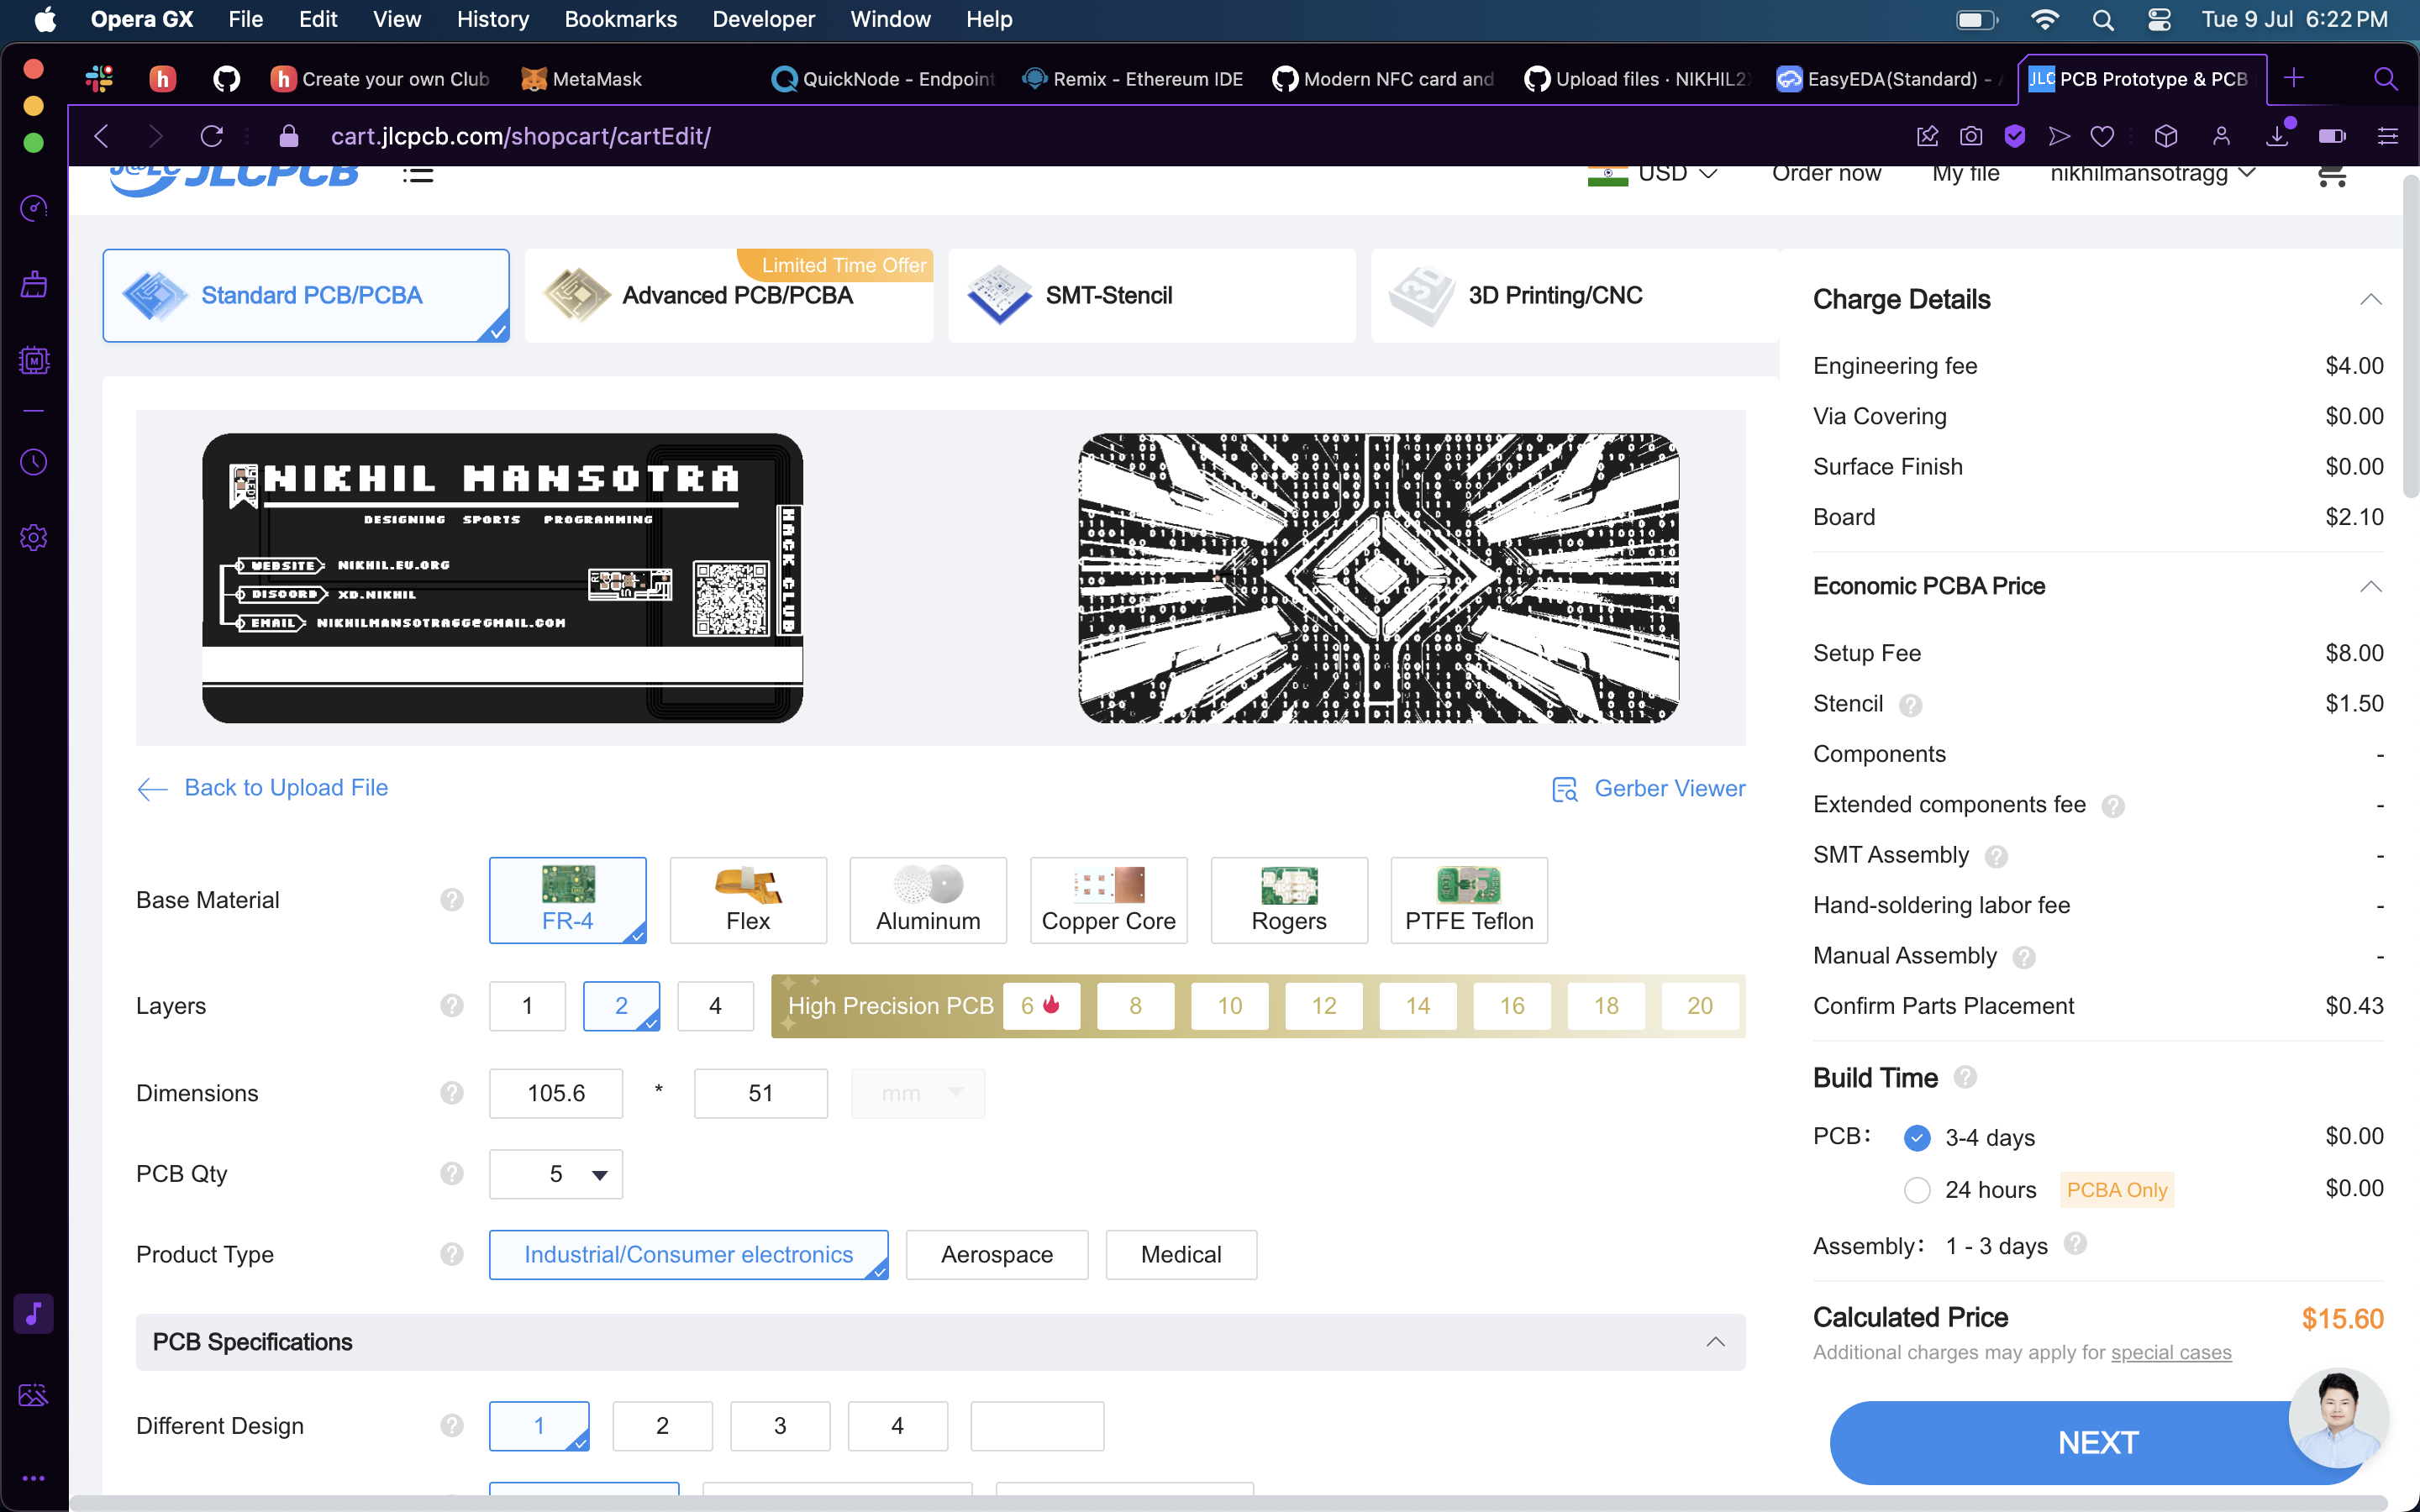 Opera GX File Edit View History Bookmarks Developer Window Help Tue 9 Jul 6:22 PM
Create your own Club MetaMask QuickNode - Endpoint Remix - Ethereum IDE Modern NFC card and Upload files · NIKHIL2 EasyEDA(Standard) - JLC PCB Prototype & PCB
cart.jlcpcb.com/shopcart/cartEdit/
J@LC JLCPCB USD Order now My file nikhilmansotragg
Standard PCB/PCBA
Limited Time Offer
Advanced PCB/PCBA
SMT-Stencil
3D Printing/CNC
NIKHIL MANSOTRA
DESIGNING SPORTS PROGRAMMING
WEBSITE NIKHIL.EU.ORG
DISCORD XD.NIKHIL
EMAIL NIKHILMANSOTRAGG@GMAIL.COM
HACK CLUB
Back to Upload File
Gerber Viewer
Base Material FR-4 Flex Aluminum Copper Core Rogers PTFE Teflon
Layers 1 2 4 High Precision PCB 6 8 10 12 14 16 18 20
Dimensions 105.6 * 51 mm
PCB Qty 5
Product Type Industrial/Consumer electronics Aerospace Medical
PCB Specifications
Different Design 1 2 3 4
Charge Details
Engineering fee $4.00
Via Covering $0.00
Surface Finish $0.00
Board $2.10
Economic PCBA Price
Setup Fee $8.00
Stencil $1.50
Components -
Extended components fee -
SMT Assembly -
Hand-soldering labor fee -
Manual Assembly -
Confirm Parts Placement $0.43
Build Time
PCB: 3-4 days $0.00
24 hours PCBA Only $0.00
Assembly: 1 - 3 days
Calculated Price $15.60
Additional charges may apply for special cases
NEXT